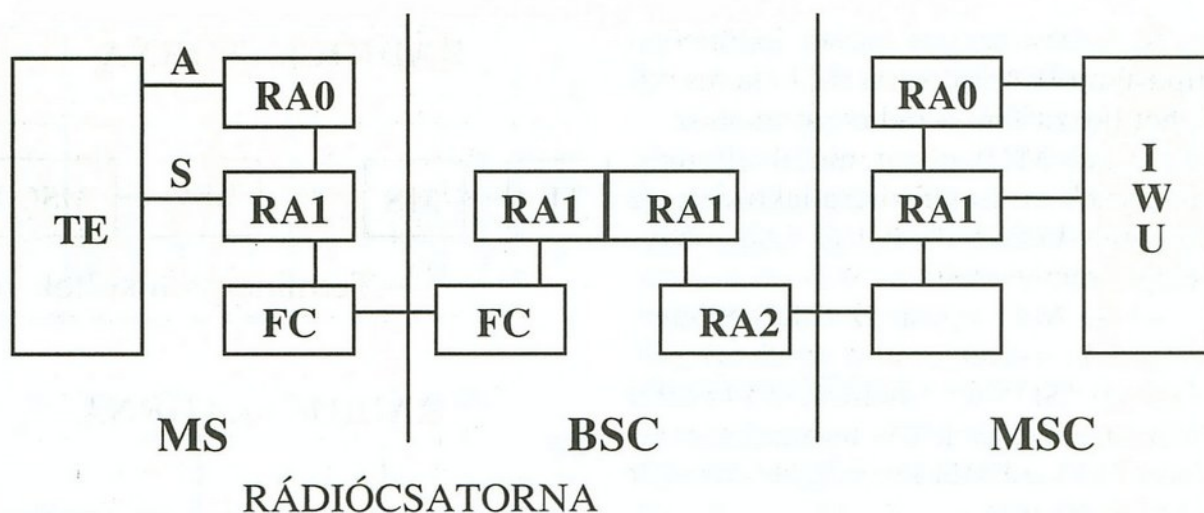 A
RA0
RA0
S
TE
RA1
RA1
RA1
RA1
I
W
U
FC
FC
RA2
MS
BSC
MSC
RÁDIÓCSATORNA